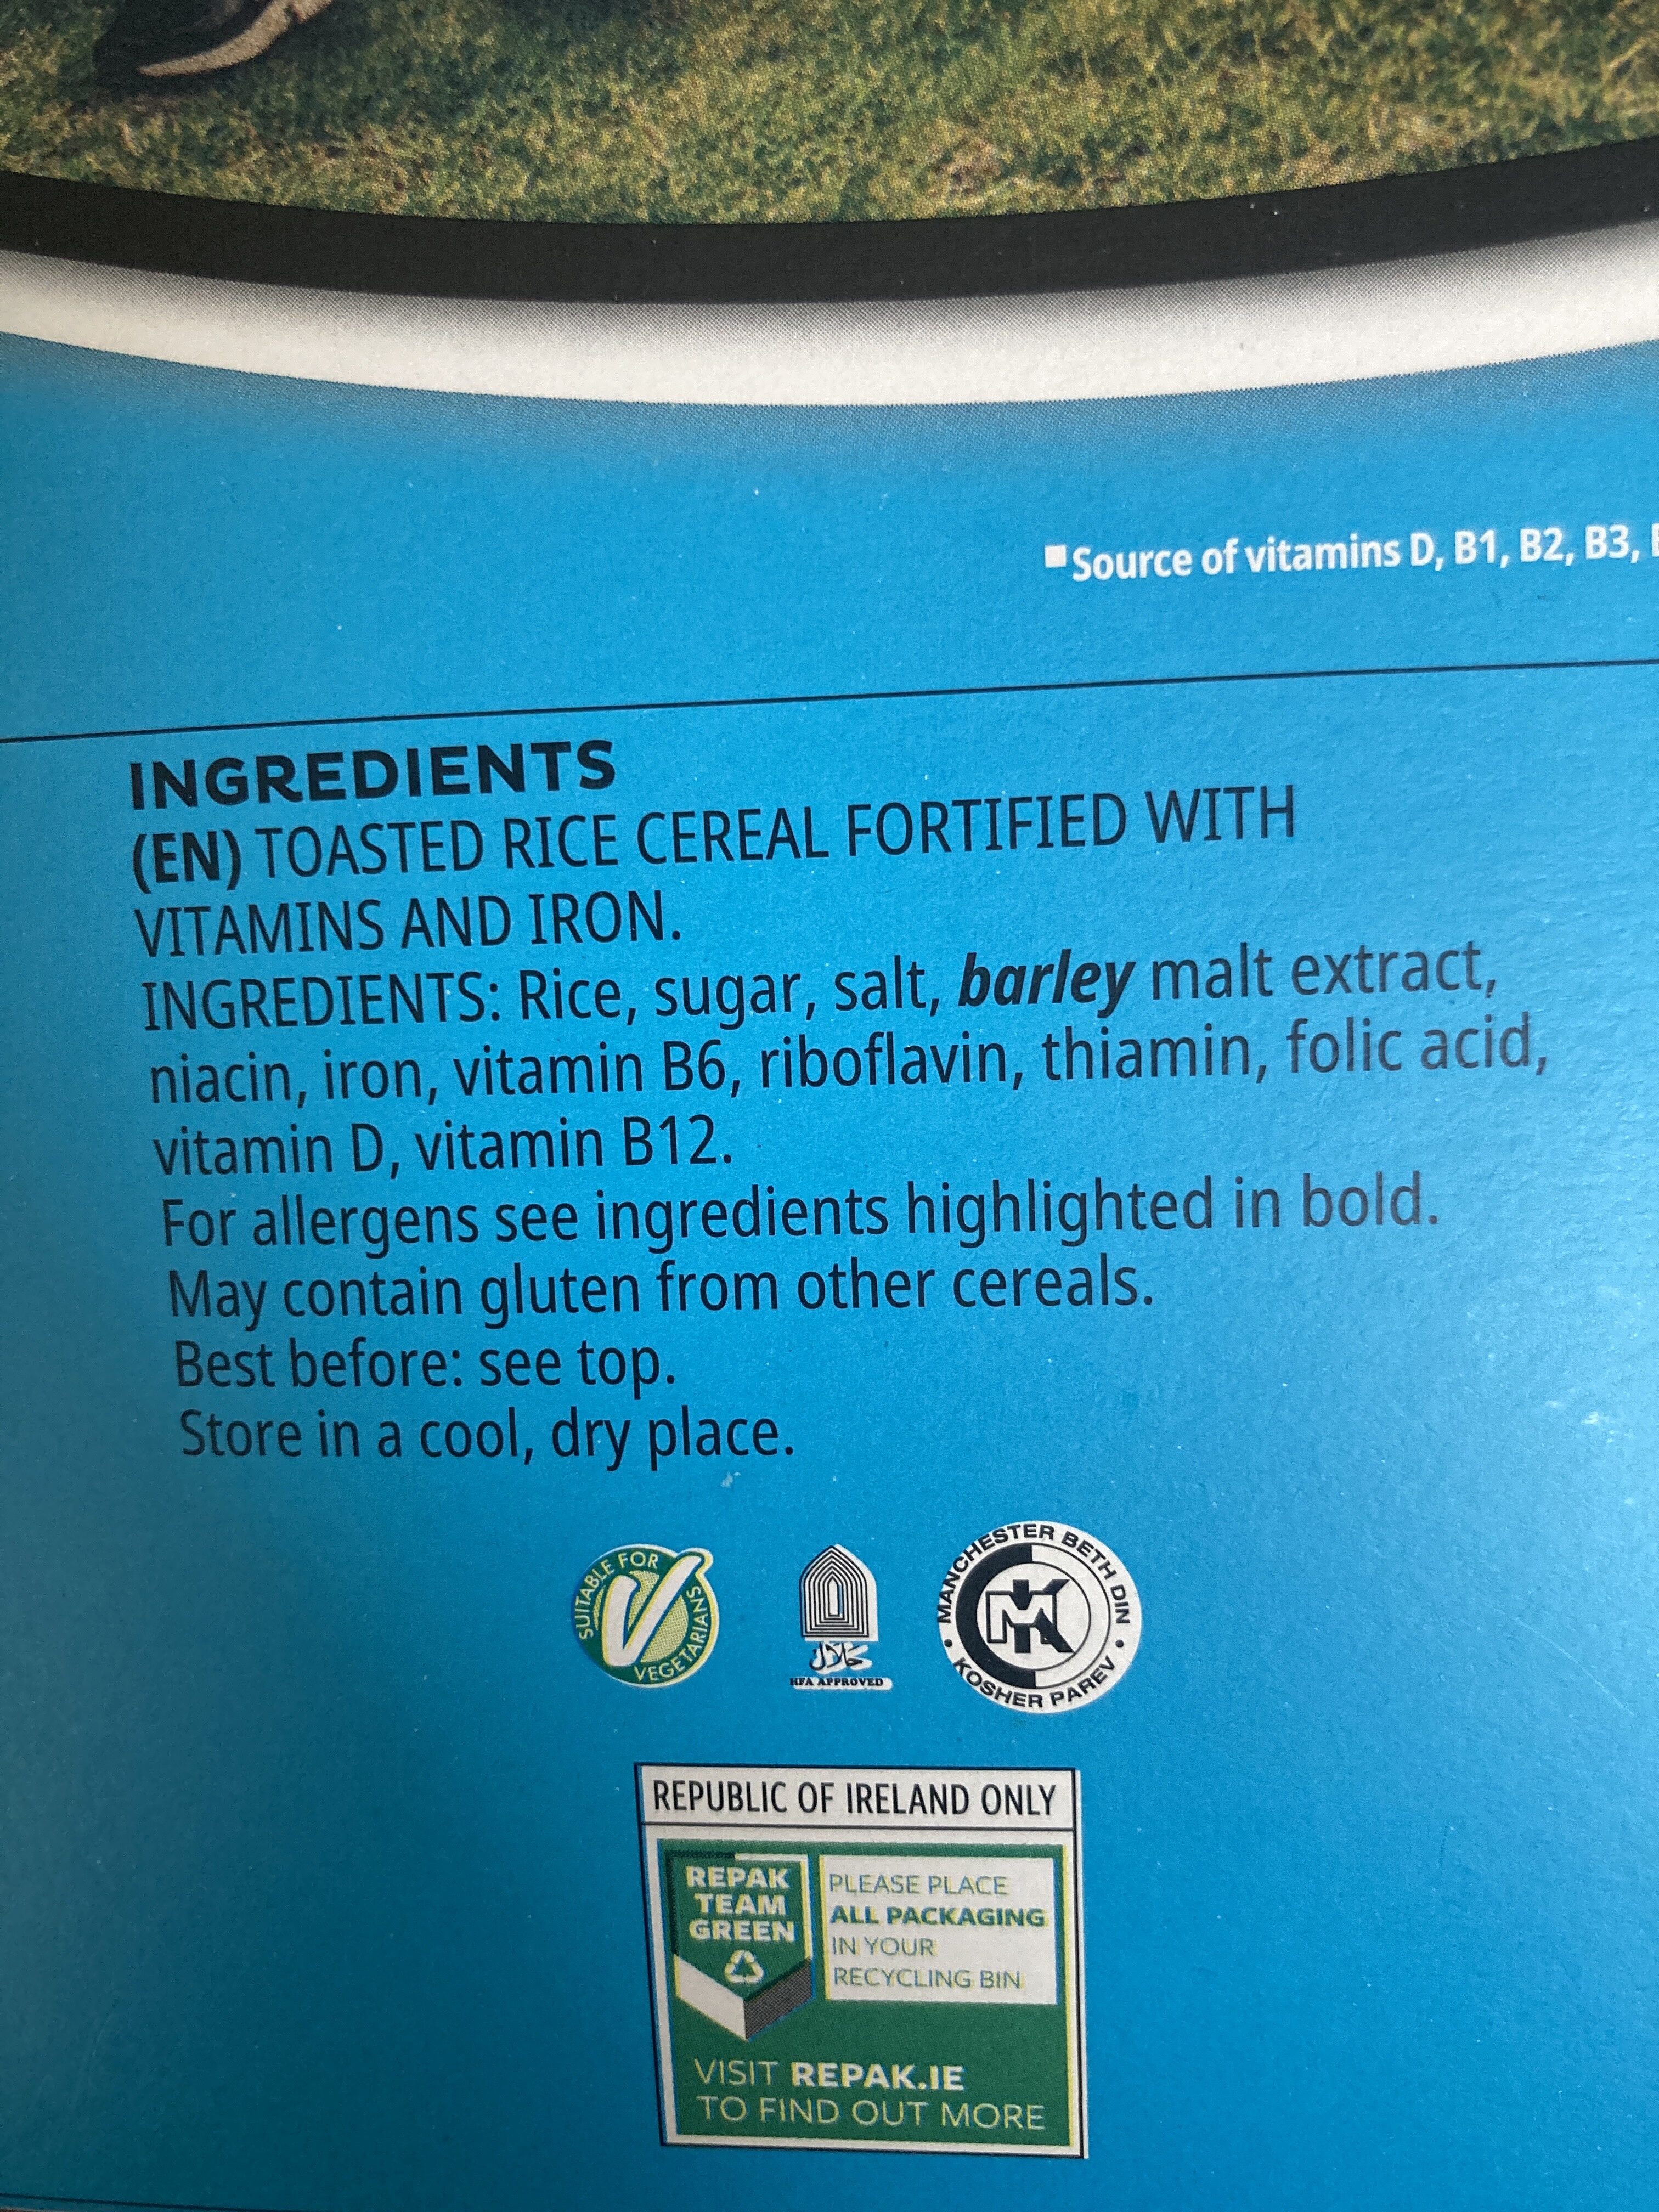 Source of vitamins D, B1, B2, B3,
INGREDIENTS
(EN) TOASTED RICE CEREAL FORTIFIED WITH
VITAMINS AND IRON.
INGREDIENTS: Rice, sugar, salt, barley malt extract,
niacin, iron, vitamin B6, riboflavin, thiamin, folic acid,
vitamin D, vitamin B12.
For allergens see ingredients highlighted in bold.
May contain gluten from other cereals.
Best before: see top.
Store in a cool, dry place.
SUITABLE FOR
V
VEGETARIANS
حلال
HFA APPROVED
• MANCHESTER BETH DIN •
MK
KOSHER PAREV
REPUBLIC OF IRELAND ONLY
REPAK
TEAM
GREEN
PLEASE PLACE
ALL PACKAGING
IN YOUR
RECYCLING BIN
VISIT REPAK.IE
TO FIND OUT MORE